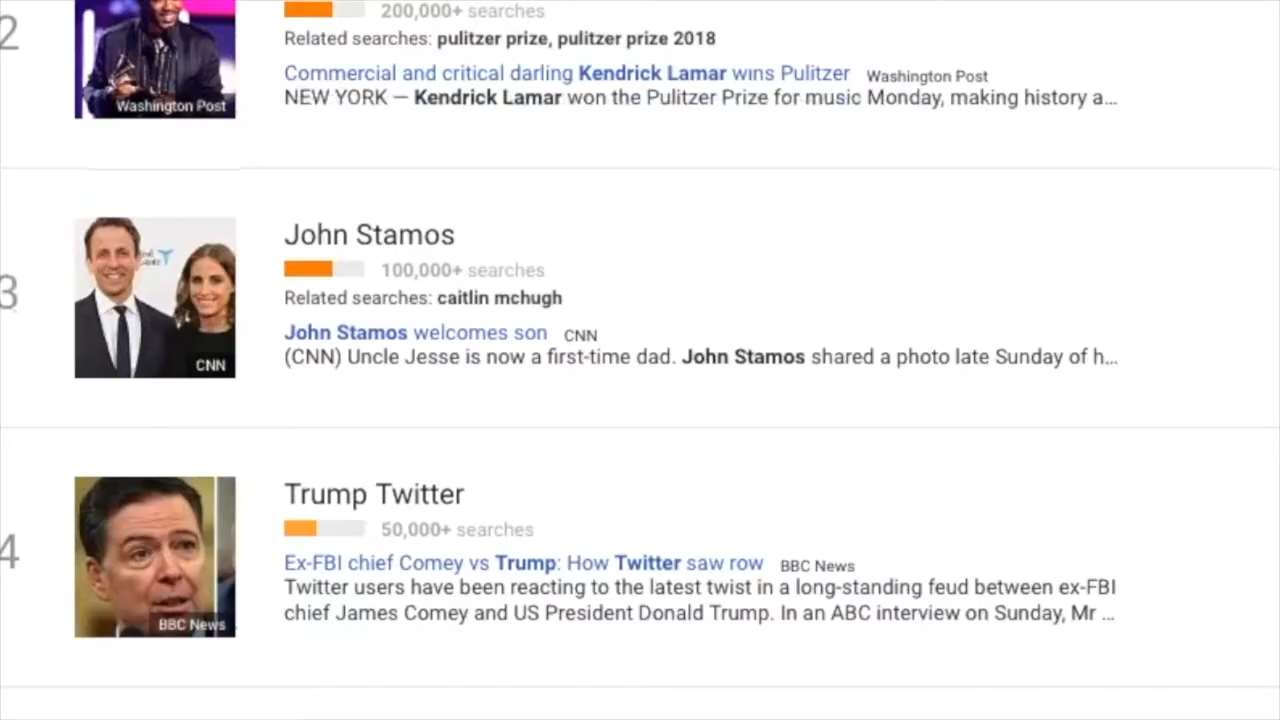 2
200,000+ searches
Related searches: pulitzer prize, pulitzer prize 2018
Commercial and critical darling Kendrick Lamar wins Pulitzer Washington Post
NEW YORK — Kendrick Lamar won the Pulitzer Prize for music Monday, making history a...
Washington Post
3
John Stamos
100,000+ searches
Related searches: caitlin mchugh
John Stamos welcomes son CNN
(CNN) Uncle Jesse is now a first-time dad. John Stamos shared a photo late Sunday of h...
CNN
4
Trump Twitter
50,000+ searches
Ex-FBI chief Comey vs Trump: How Twitter saw row BBC News
Twitter users have been reacting to the latest twist in a long-standing feud between ex-FBI
chief James Comey and US President Donald Trump. In an ABC interview on Sunday, Mr ...
BBC News